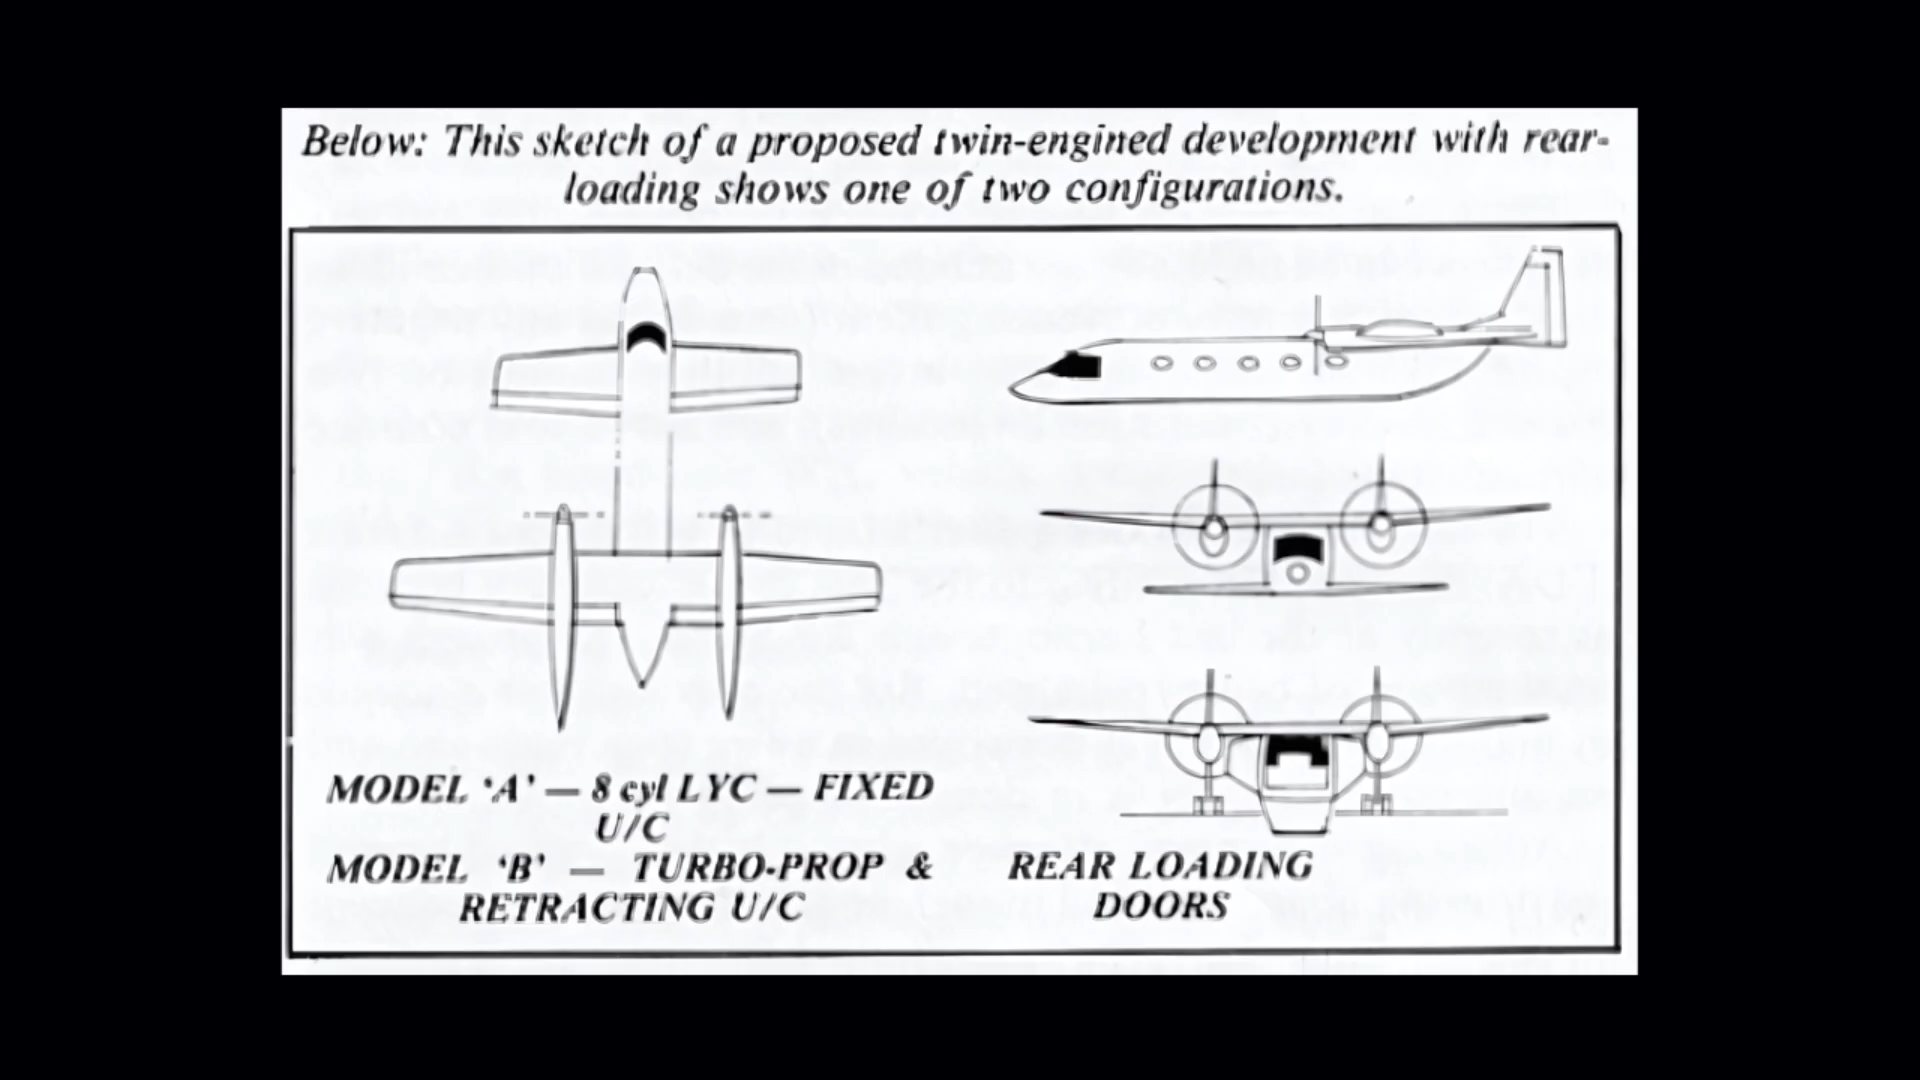 Below: This sketch of a proposed twin-engined development with rear-
loading shows one of two configurations.
MODEL ‘A’ — 8 cyl LYC — FIXED
U/C
MODEL ‘B’ — TURBO-PROP &
RETRACTING U/C
REAR LOADING
DOORS